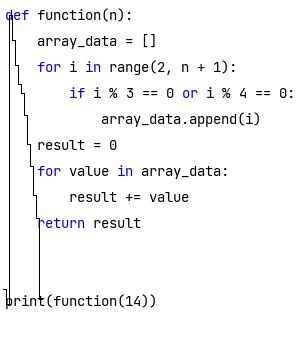 def function(n):
    array_data = []
    for i in range(2, n + 1):
        if i % 3 == 0 or i % 4 == 0:
            array_data.append(i)
    result = 0
    for value in array_data:
        result += value
    return result
print(function(14))